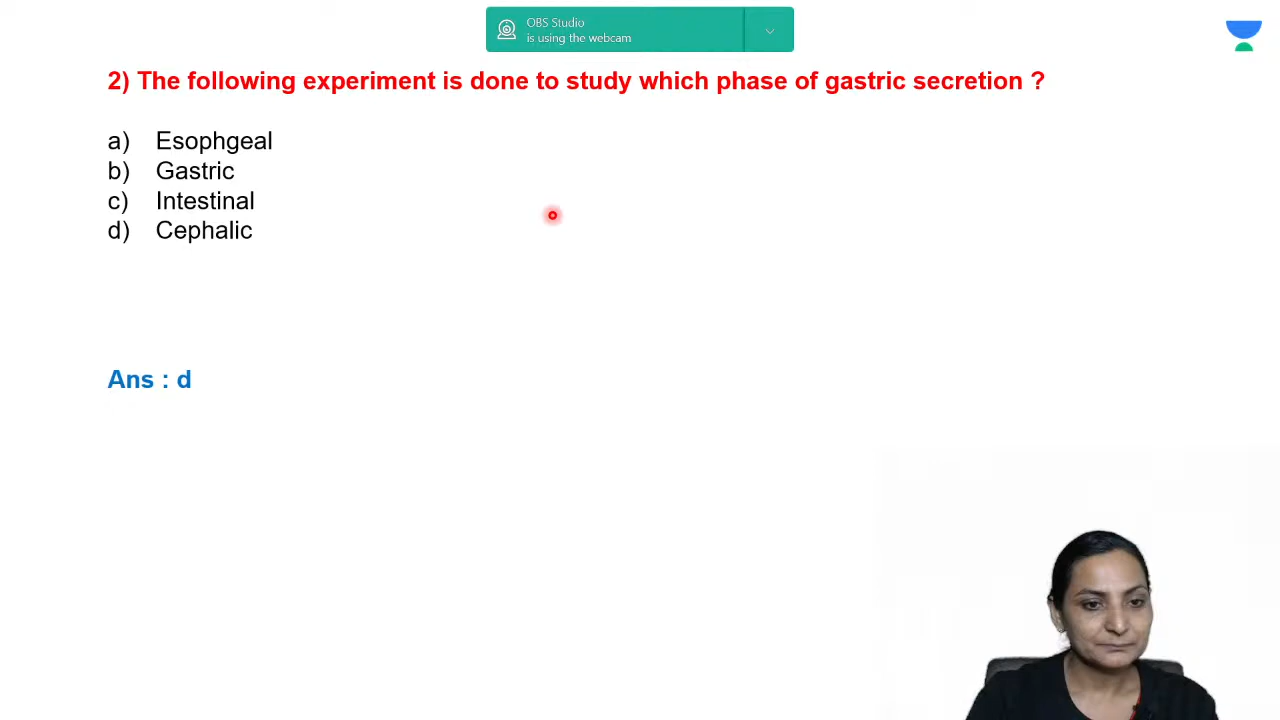 OBS Studio
is using the webcam
2) The following experiment is done to study which phase of gastric secretion ?
a) Esophgeal
b) Gastric
c) Intestinal
d) Cephalic
Ans : d